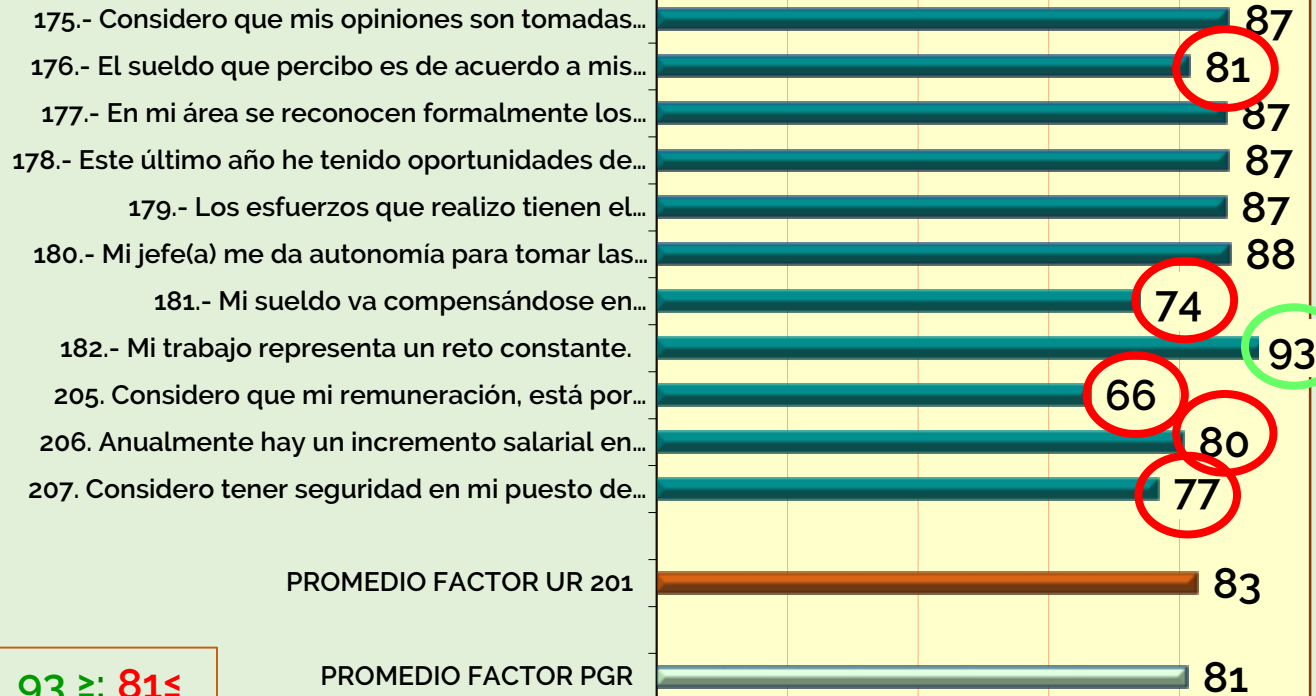 175.- Considero que mis opiniones son tomadas… 87
176.- El sueldo que percibo es de acuerdo a mis… 81
177.- En mi área se reconocen formalmente los… 87
178.- Este último año he tenido oportunidades de… 87
179.- Los esfuerzos que realizo tienen el… 87
180.- Mi jefe(a) me da autonomía para tomar las… 88
181.- Mi sueldo va compensándose en… 74
182.- Mi trabajo representa un reto constante. 93
205. Considero que mi remuneración, está por… 66
206. Anualmente hay un incremento salarial en… 80
207. Considero tener seguridad en mi puesto de… 77
PROMEDIO FACTOR UR 201 83
PROMEDIO FACTOR PGR 81
93 ≥; 81≤